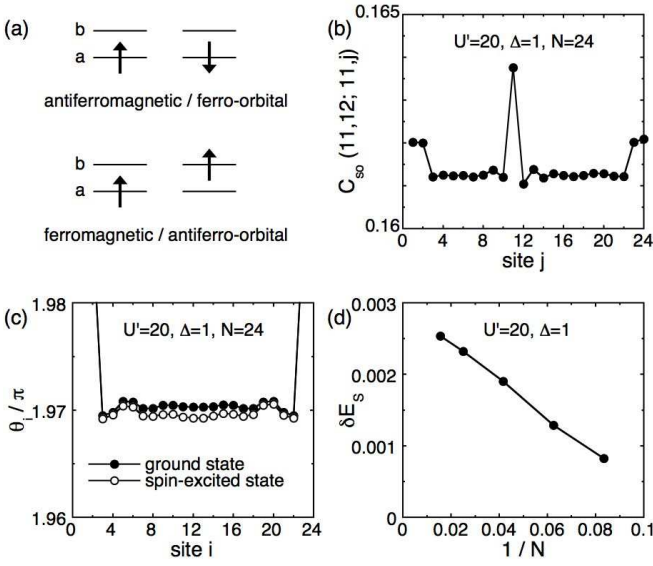 (a)
b
a
antiferromagnetic / ferro-orbital
b
a
ferromagnetic / antiferro-orbital
(b)
0.165
U'=20, Δ=1, N=24
C_so (11,12; 11,j)
0.16
0 4 8 12 16 20 24
site j
(c)
1.98
U'=20, Δ=1, N=24
θ_i / π
1.97
ground state
spin-excited state
1.96
0 4 8 12 16 20 24
site i
(d)
0.003
U'=20, Δ=1
0.002
δE_S
0.001
0
0 0.02 0.04 0.06 0.08 0.1
1 / N